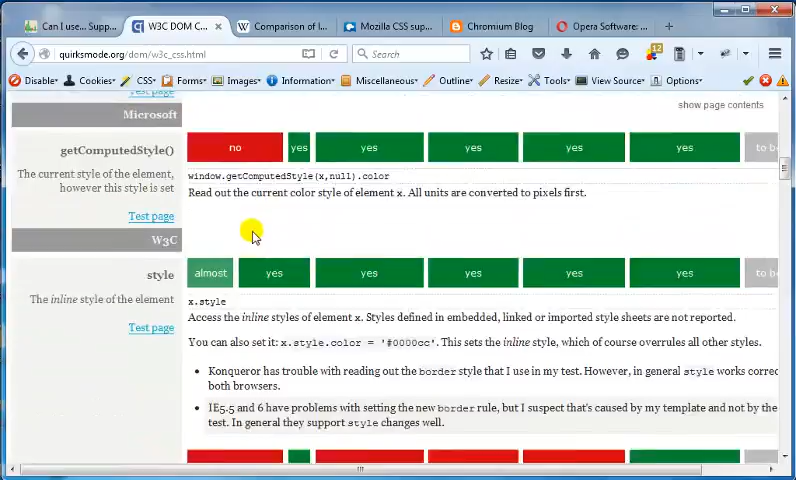 Can I use... Supp...
W3C DOM C...
Comparison of l...
Mozilla CSS sup...
Chromium Blog
Opera Software: ...
quirksmode.org/dom/w3c_css.html
Search
12
Disable
Cookies
CSS
Forms
Images
Information
Miscellaneous
Outline
Resize
Tools
View Source
Options
Test page
show page contents
Microsoft
getComputedStyle()
no
yes
yes
yes
yes
yes
to b
The current style of the element,
however this style is set
window.getComputedStyle(x,null).color
Read out the current color style of element x. All units are converted to pixels first.
Test page
W3C
style
almost
yes
yes
yes
yes
yes
to b
The inline style of the element
x.style
Access the inline styles of element x. Styles defined in embedded, linked or imported style sheets are not reported.
Test page
You can also set it: x.style.color = '#0000cc'. This sets the inline style, which of course overrules all other styles.
• Konqueror has trouble with reading out the border style that I use in my test. However, in general style works correc
both browsers.
• IE5.5 and 6 have problems with setting the new border rule, but I suspect that's caused by my template and not by the
test. In general they support style changes well.